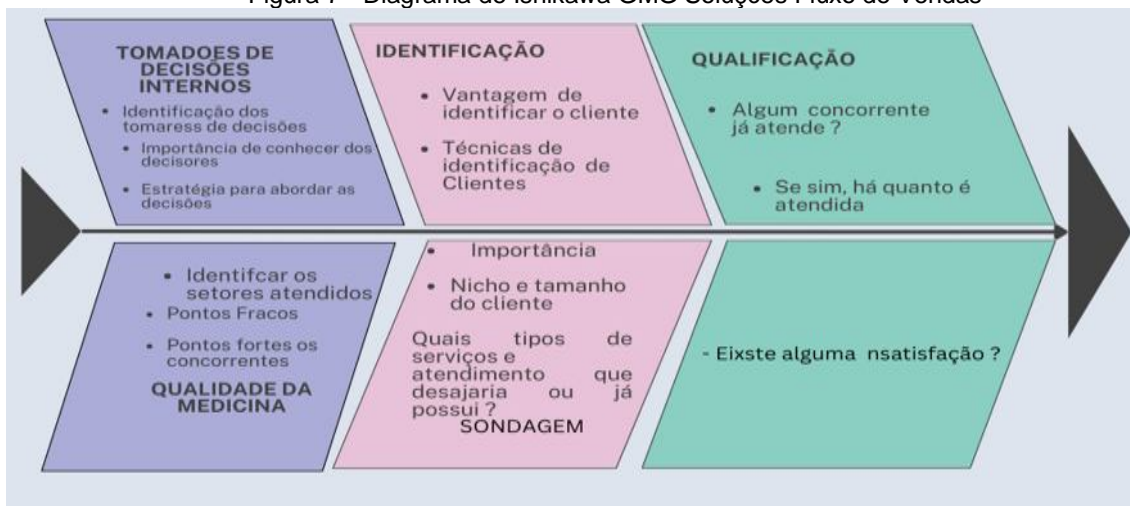 Figura 7 - Diagrama de Ishikawa GMG Soluções Fluxo de Vendas
TOMADOES DE
DECISÕES
INTERNOS
• Identificação dos
tomaress de decisões
• Importância de conhecer dos
decisores
• Estratégia para abordar as
decisões
IDENTIFICAÇÃO
• Vantagem de
identificar o cliente
• Técnicas de
identificação de
Clientes
QUALIFICAÇÃO
• Algum concorrente
já atende ?
• Se sim, há quanto é
atendida
• Identifcar os
setores atendidos
• Pontos Fracos
• Pontos fortes os
concorrentes
QUALIDADE DA
MEDICINA
• Importância
• Nicho e tamanho
do cliente
Quais tipos de
serviços e
atendimento que
desajaria ou já
possui ?
SONDAGEM
- Eixste alguma nsatisfação ?